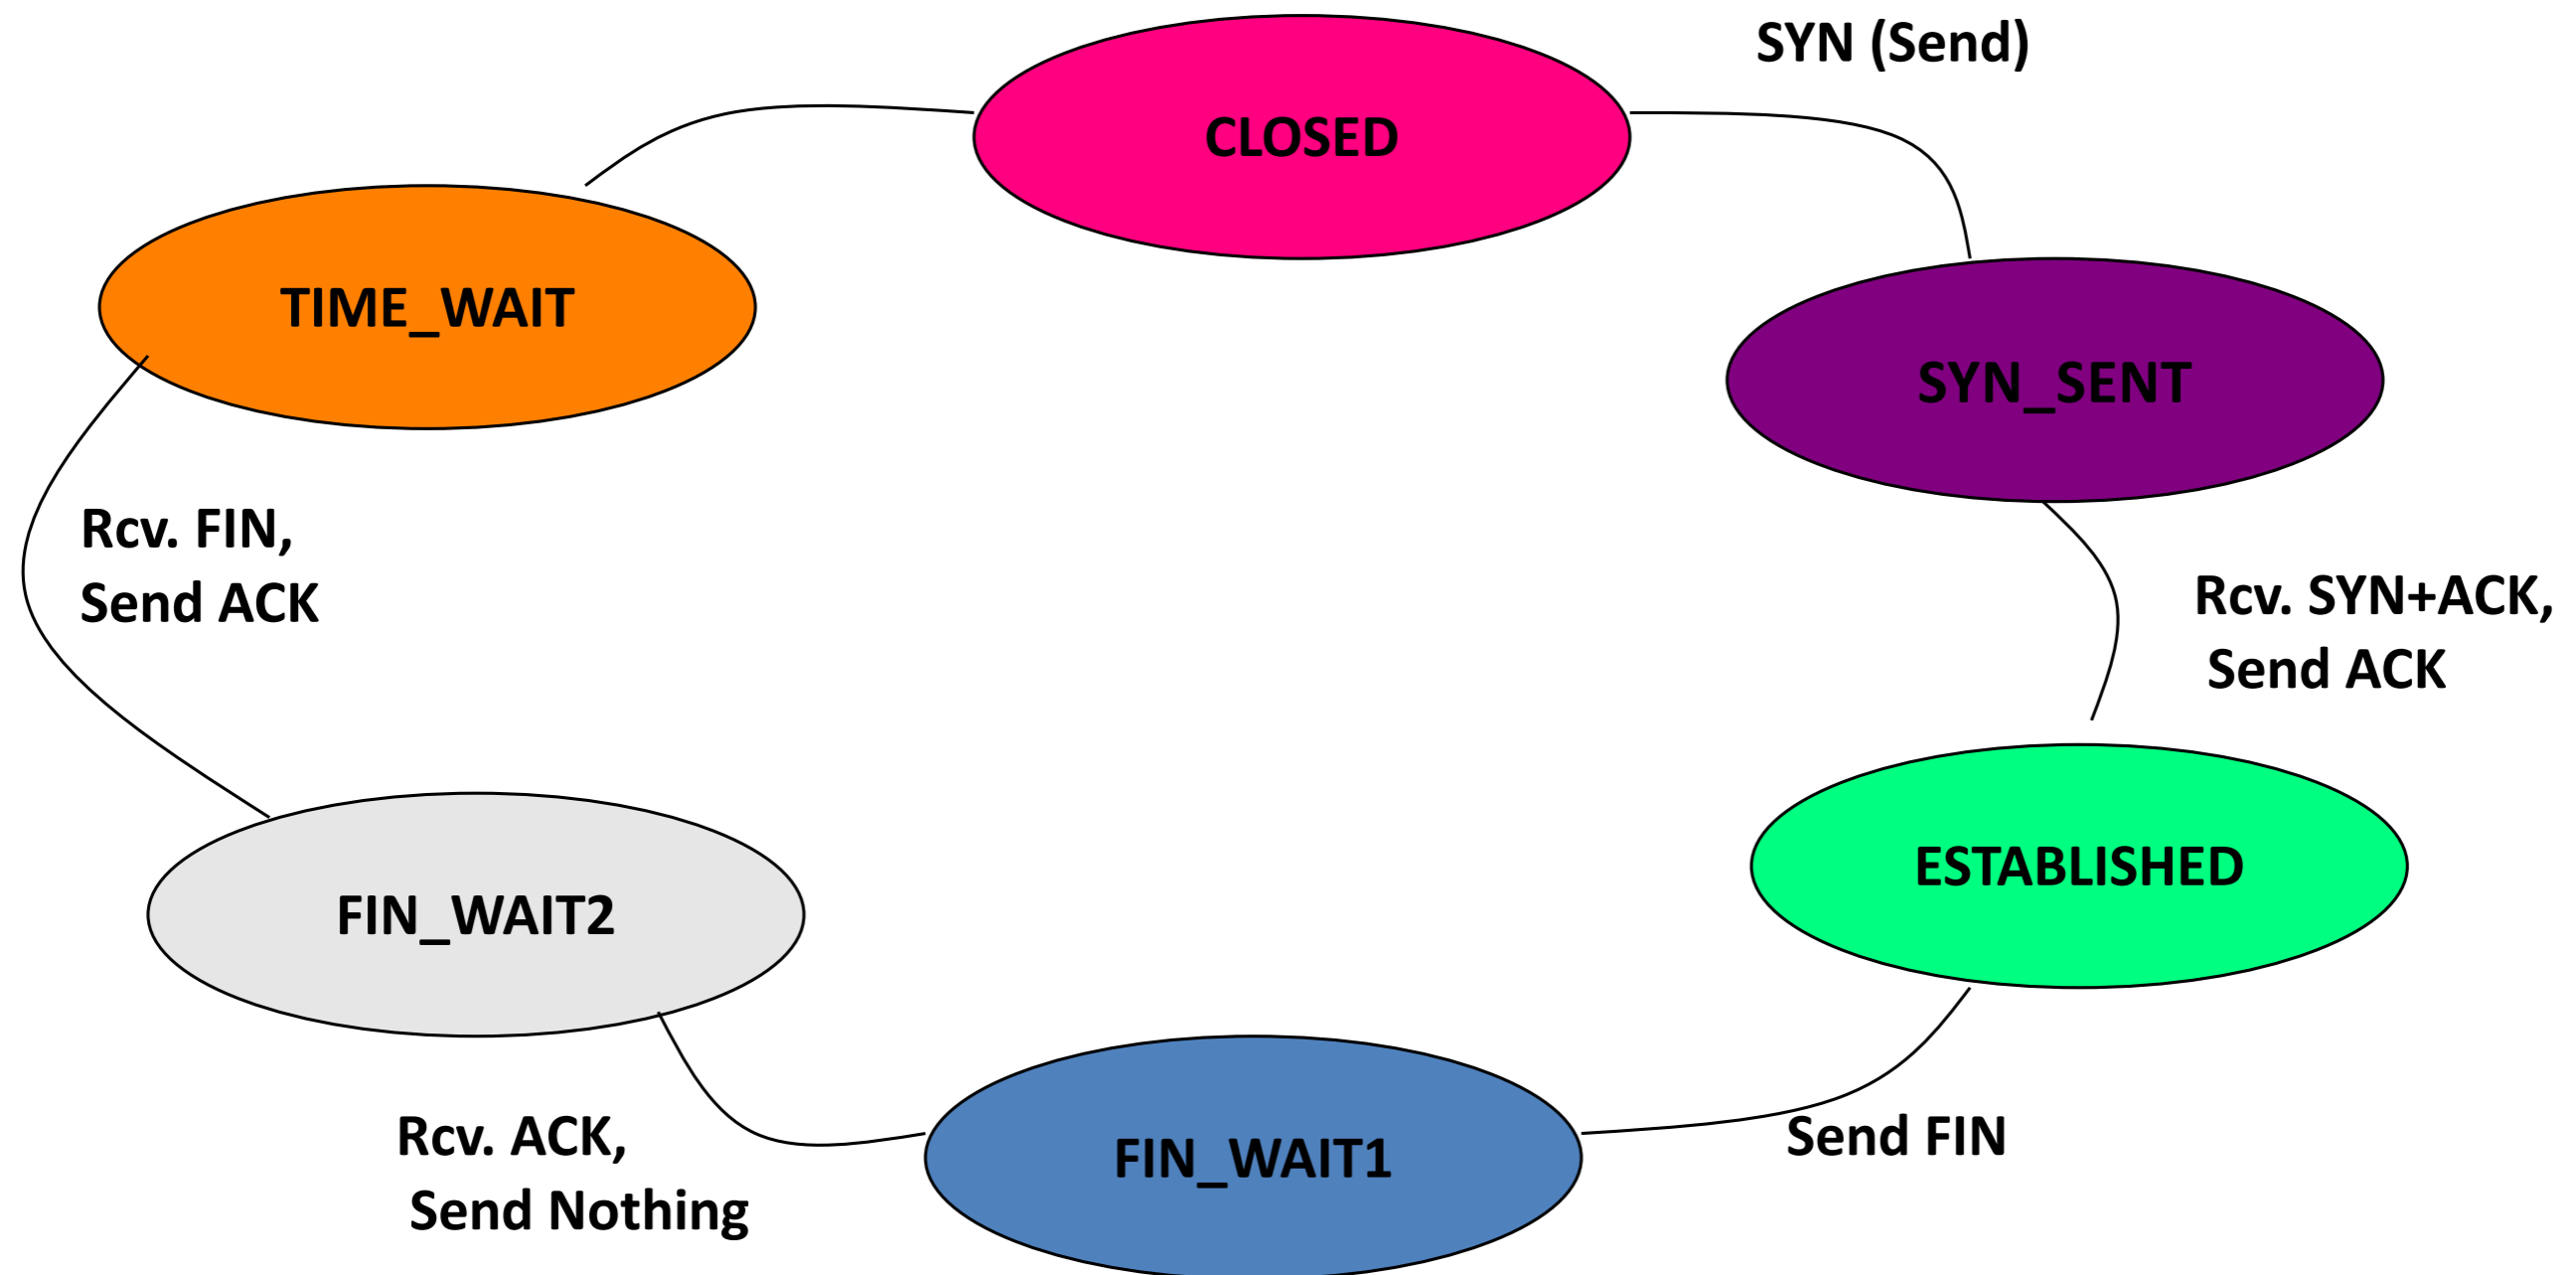 SYN (Send)
CLOSED
TIME_WAIT
SYN_SENT
Rcv. FIN,
Send ACK
Rcv. SYN+ACK,
Send ACK
ESTABLISHED
FIN_WAIT2
Rcv. ACK,
Send Nothing
FIN_WAIT1
Send FIN